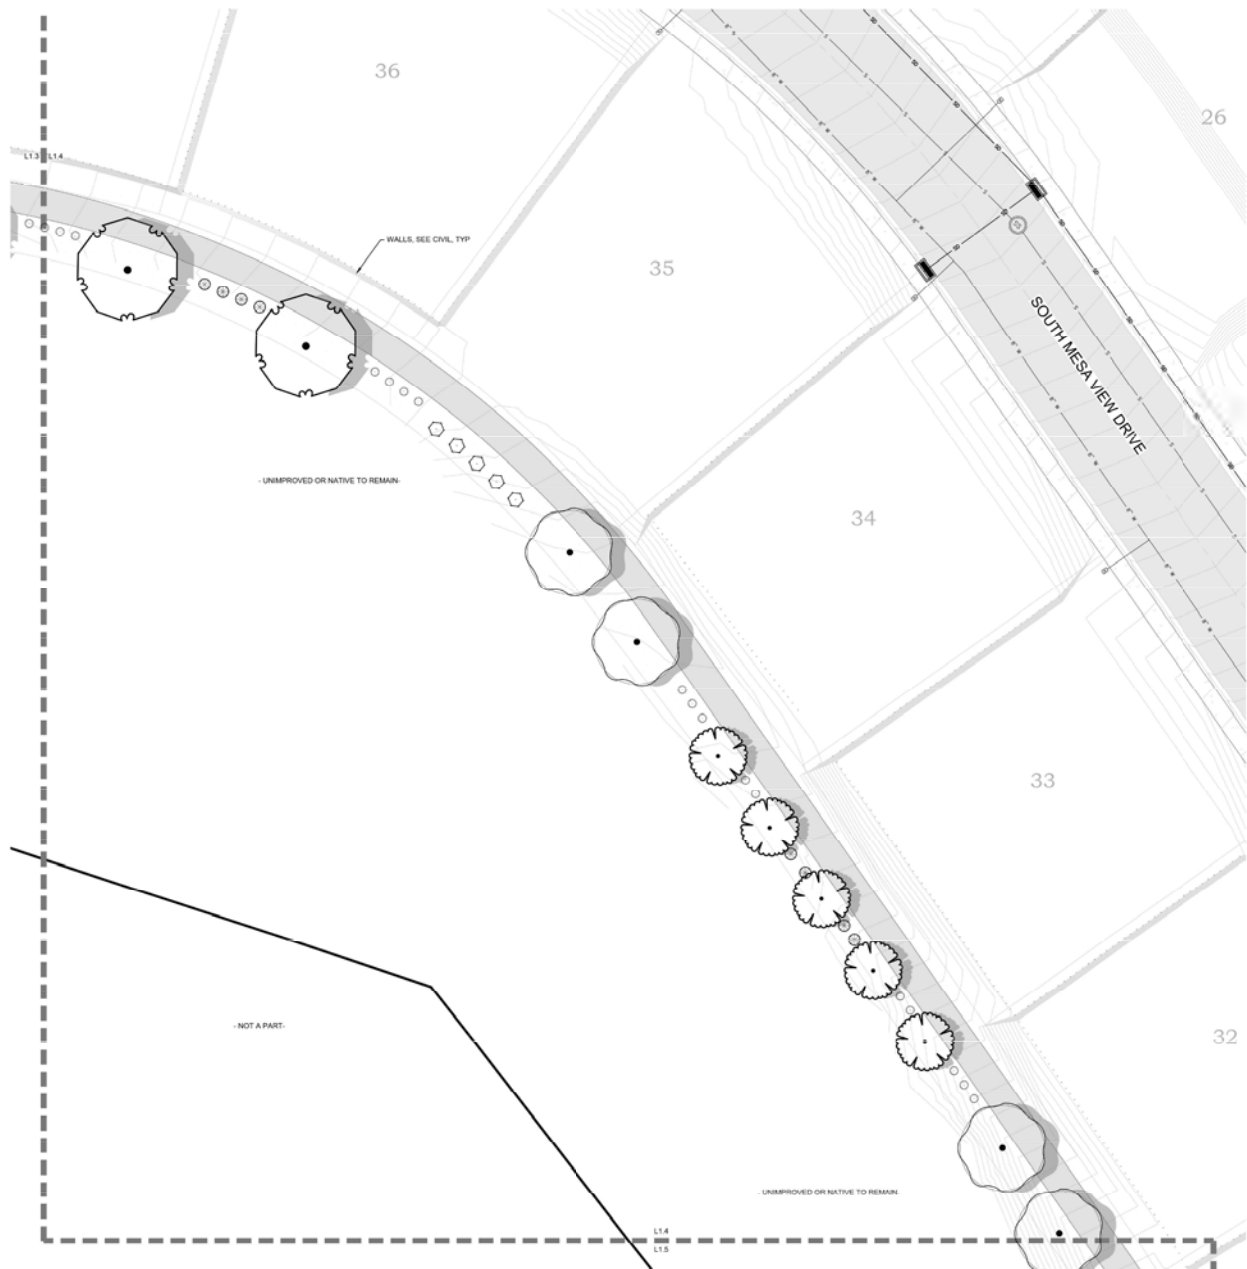 36
26
L1.3
L1.4
WALLS, SEE CIVIL, TYP
35
SOUTH MESA VIEW DRIVE
- UNIMPROVED OR NATIVE TO REMAIN-
34
33
- NOT A PART-
32
- UNIMPROVED OR NATIVE TO REMAIN-
L1.4
L1.5